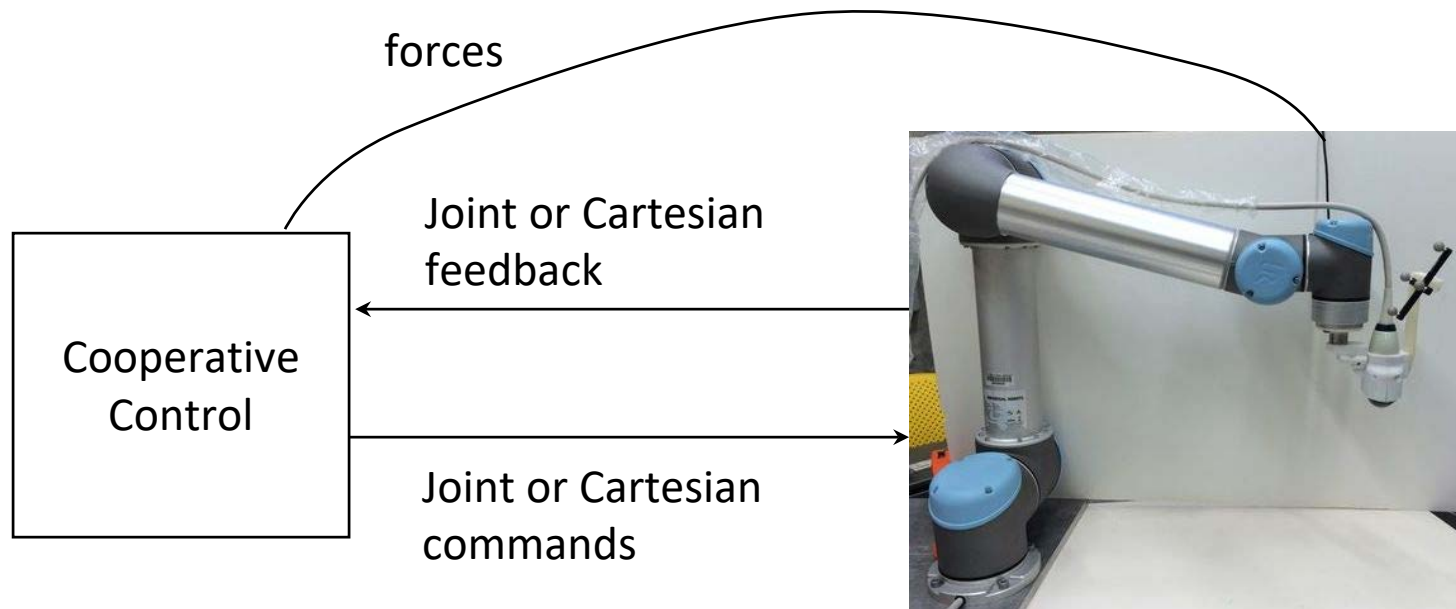 forces
Joint or Cartesian
feedback
Cooperative
Control
Joint or Cartesian
commands